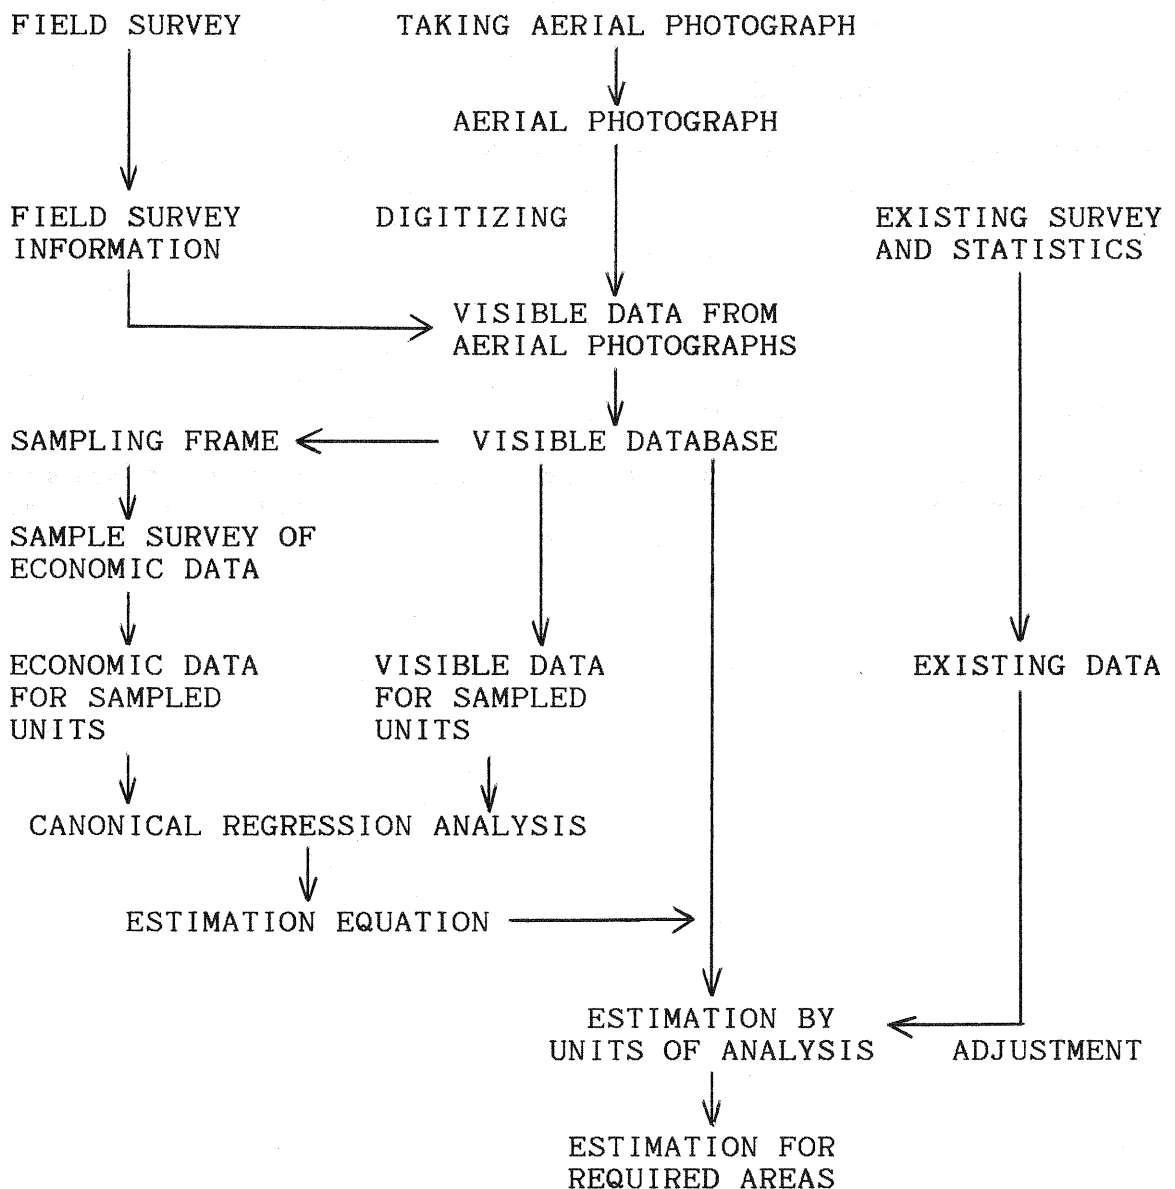 FIELD SURVEY
TAKING AERIAL PHOTOGRAPH
AERIAL PHOTOGRAPH
FIELD SURVEY
INFORMATION
DIGITIZING
EXISTING SURVEY
AND STATISTICS
VISIBLE DATA FROM
AERIAL PHOTOGRAPHS
SAMPLING FRAME
VISIBLE DATABASE
SAMPLE SURVEY OF
ECONOMIC DATA
ECONOMIC DATA
FOR SAMPLED
UNITS
VISIBLE DATA
FOR SAMPLED
UNITS
EXISTING DATA
CANONICAL REGRESSION ANALYSIS
ESTIMATION EQUATION
ESTIMATION BY
UNITS OF ANALYSIS
ADJUSTMENT
ESTIMATION FOR
REQUIRED AREAS